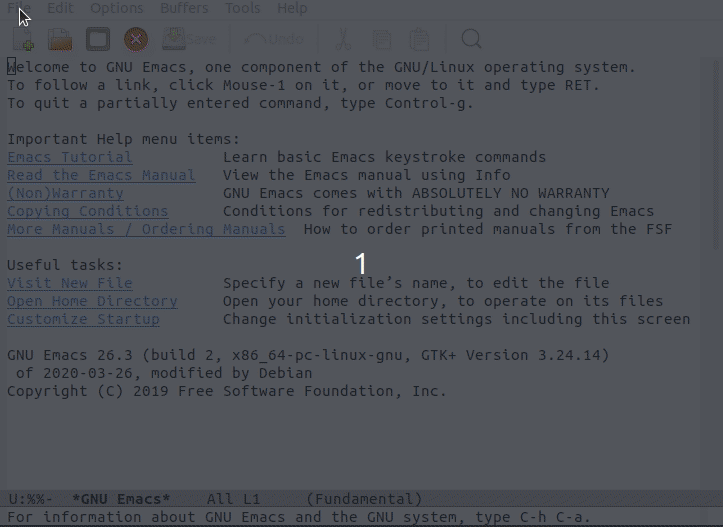 File Edit Options Buffers Tools Help
Save Undo
Welcome to GNU Emacs, one component of the GNU/Linux operating system.
To follow a link, click Mouse-1 on it, or move to it and type RET.
To quit a partially entered command, type Control-g.
Important Help menu items:
Emacs Tutorial Learn basic Emacs keystroke commands
Read the Emacs Manual View the Emacs manual using Info
(Non)Warranty GNU Emacs comes with ABSOLUTELY NO WARRANTY
Copying Conditions Conditions for redistributing and changing Emacs
More Manuals / Ordering Manuals How to order printed manuals from the FSF
1
Useful tasks:
Visit New File Specify a new file’s name, to edit the file
Open Home Directory Open your home directory, to operate on its files
Customize Startup Change initialization settings including this screen
GNU Emacs 26.3 (build 2, x86_64-pc-linux-gnu, GTK+ Version 3.24.14)
of 2020-03-26, modified by Debian
Copyright (C) 2019 Free Software Foundation, Inc.
U:%%- *GNU Emacs* All L1 (Fundamental)
For information about GNU Emacs and the GNU system, type C-h C-a.